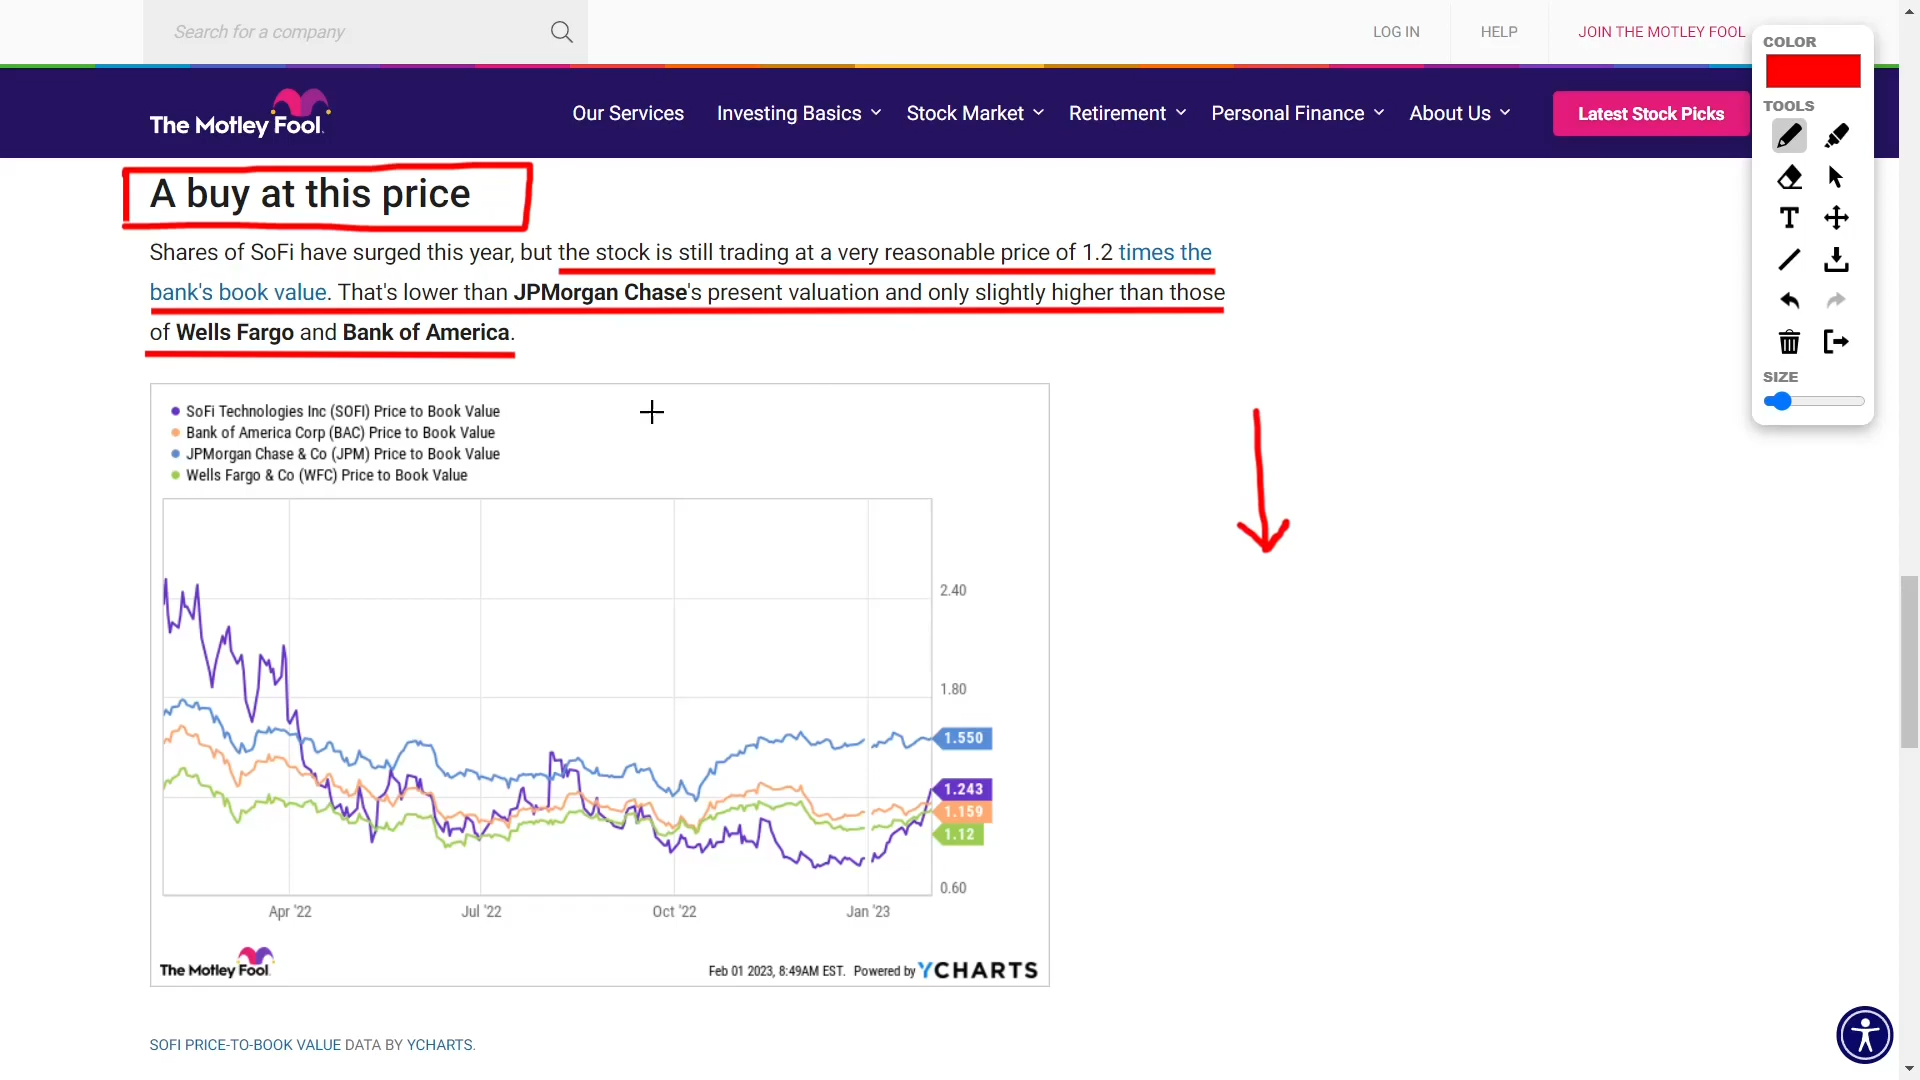 Search for a company
LOG IN
HELP
JOIN THE MOTLEY FOOL
COLOR
TOOLS
SIZE
The Motley Fool.
Our Services
Investing Basics
Stock Market
Retirement
Personal Finance
About Us
Latest Stock Picks
A buy at this price
Shares of SoFi have surged this year, but the stock is still trading at a very reasonable price of 1.2 times the
bank's book value. That's lower than JPMorgan Chase's present valuation and only slightly higher than those
of Wells Fargo and Bank of America.
SoFi Technologies Inc (SOFI) Price to Book Value
Bank of America Corp (BAC) Price to Book Value
JPMorgan Chase & Co (JPM) Price to Book Value
Wells Fargo & Co (WFC) Price to Book Value
2.40
1.80
1.550
1.243
1.159
1.12
0.60
Apr '22
Jul '22
Oct '22
Jan '23
The Motley Fool.
Feb 01 2023, 8:49AM EST. Powered by YCHARTS
SOFI PRICE-TO-BOOK VALUE DATA BY YCHARTS.
T